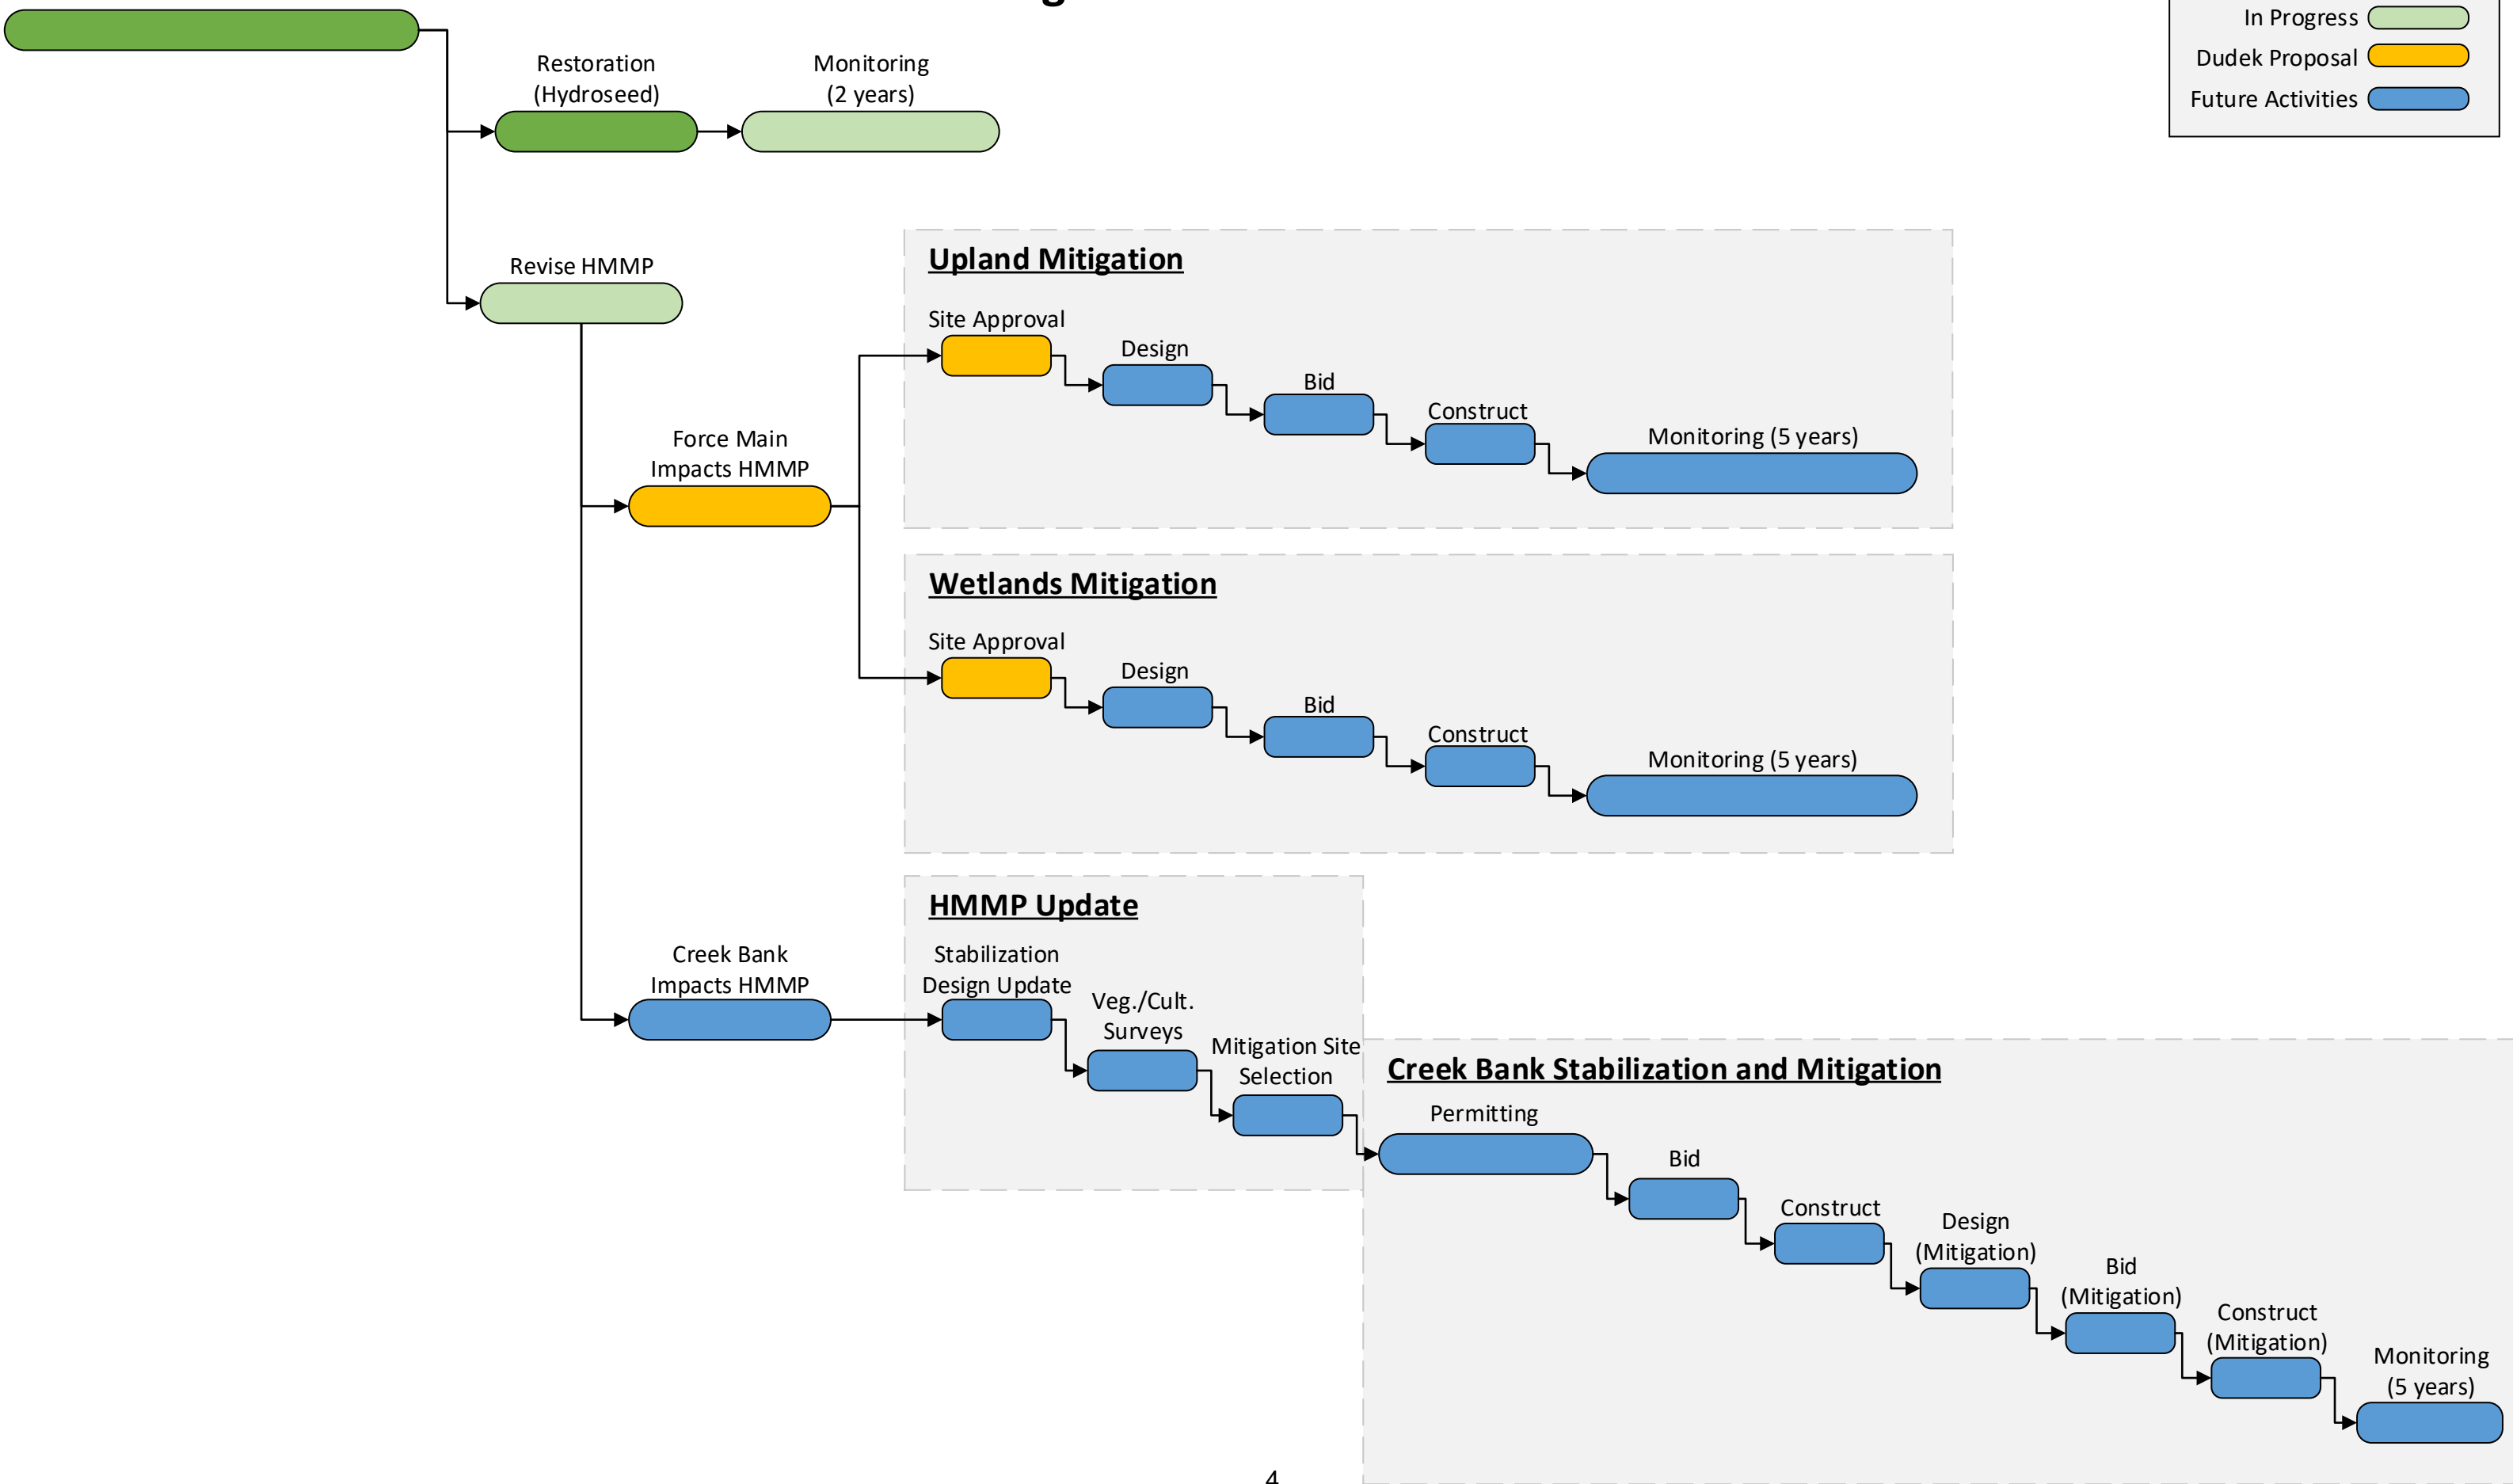 In Progress
Dudek Proposal
Future Activities
Restoration
(Hydroseed)
Monitoring
(2 years)
Revise HMMP
Upland Mitigation
Site Approval
Design
Bid
Construct
Monitoring (5 years)
Force Main
Impacts HMMP
Wetlands Mitigation
Site Approval
Design
Bid
Construct
Monitoring (5 years)
HMMP Update
Creek Bank
Impacts HMMP
Stabilization
Design Update
Veg./Cult.
Surveys
Mitigation Site
Selection
Creek Bank Stabilization and Mitigation
Permitting
Bid
Construct
Design
(Mitigation)
Bid
(Mitigation)
Construct
(Mitigation)
Monitoring
(5 years)
4